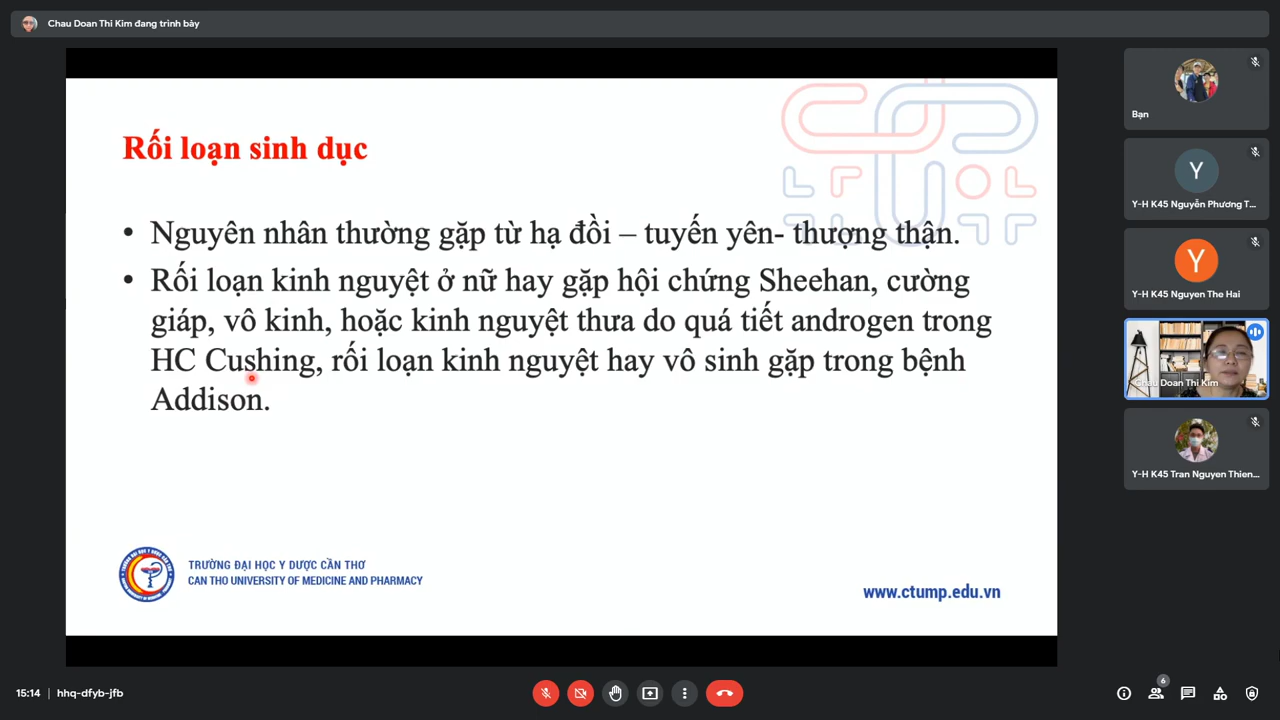 Chau Doan Thi Kim đang trình bày
Rối loạn sinh dục
• Nguyên nhân thường gặp từ hạ đồi – tuyến yên- thượng thận.
• Rối loạn kinh nguyệt ở nữ hay gặp hội chứng Sheehan, cường
giáp, vô kinh, hoặc kinh nguyệt thưa do quá tiết androgen trong
HC Cushing, rối loạn kinh nguyệt hay vô sinh gặp trong bệnh
Addison.
TRƯỜNG ĐẠI HỌC Y DƯỢC CẦN THƠ
CAN THO UNIVERSITY OF MEDICINE AND PHARMACY
www.ctump.edu.vn
Bạn
Y
Y-H K45 Nguyễn Phương T...
Y
Y-H K45 Nguyen The Hai
Chau Doan Thi Kim
Y-H K45 Tran Nguyen Thien...
15:14 | hhq-dfyb-jfb
6